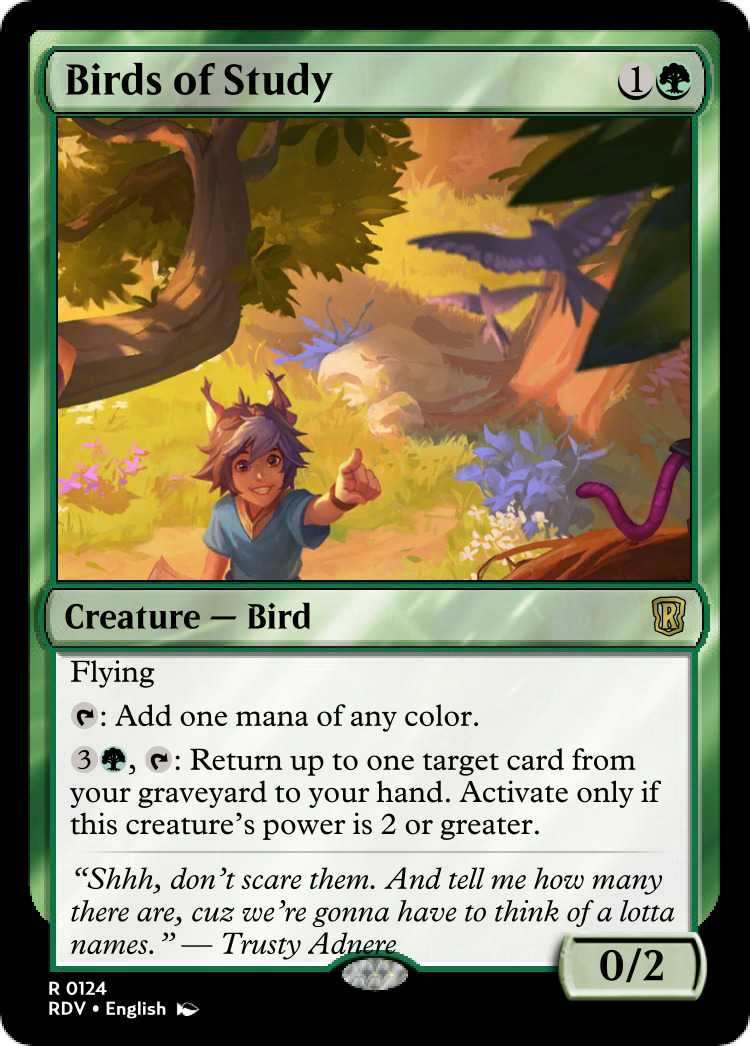 Birds of Study 1
Creature — Bird R
Flying
: Add one mana of any color.
3 , : Return up to one target card from
your graveyard to your hand. Activate only if
this creature’s power is 2 or greater.
“Shhh, don’t scare them. And tell me how many
there are, cuz we’re gonna have to think of a lotta
names.” — Trusty Adnere
0/2
R 0124
RDV • English